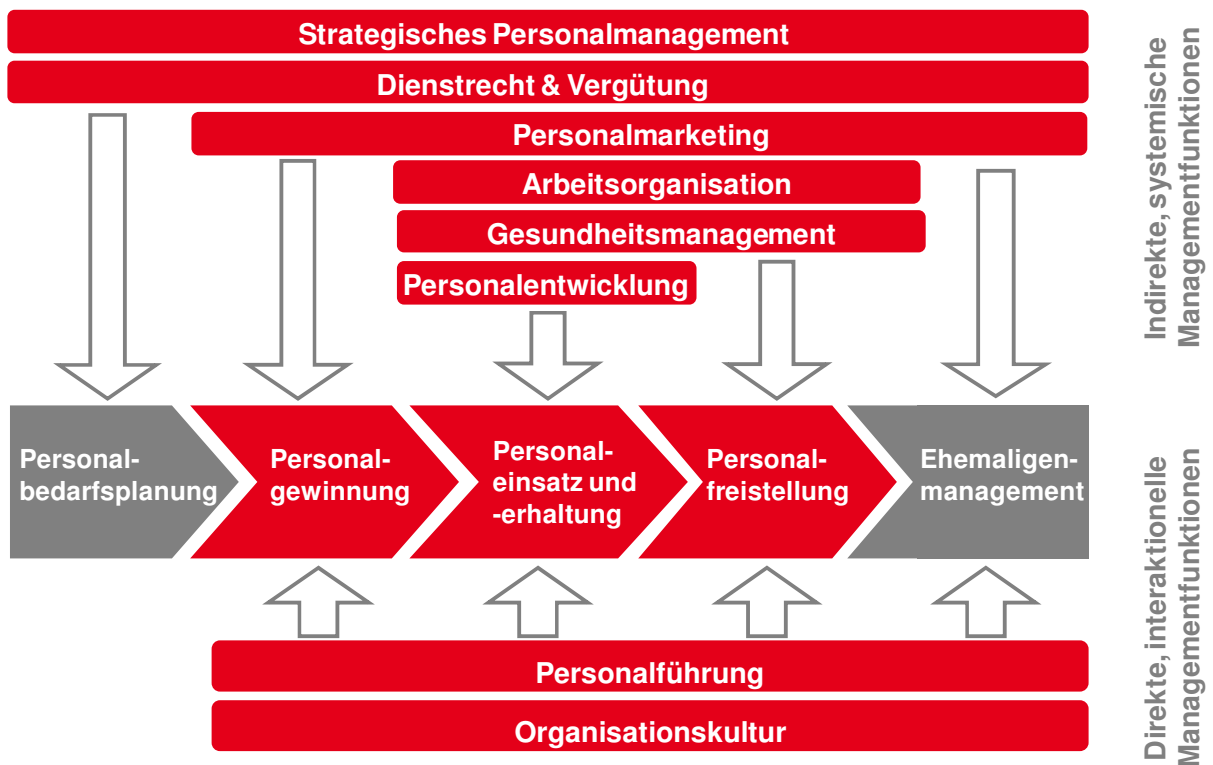 Strategisches Personalmanagement
Dienstrecht & Vergütung
Personalmarketing
Arbeitsorganisation
Gesundheitsmanagement
Personalentwicklung
Indirekte, systemische
Managementfunktionen
Personal-
bedarfsplanung
Personal-
gewinnung
Personal-
einsatz und
-erhaltung
Personal-
freistellung
Ehemaligen-
management
Personalführung
Organisationskultur
Direkte, interaktionelle
Managementfunktionen